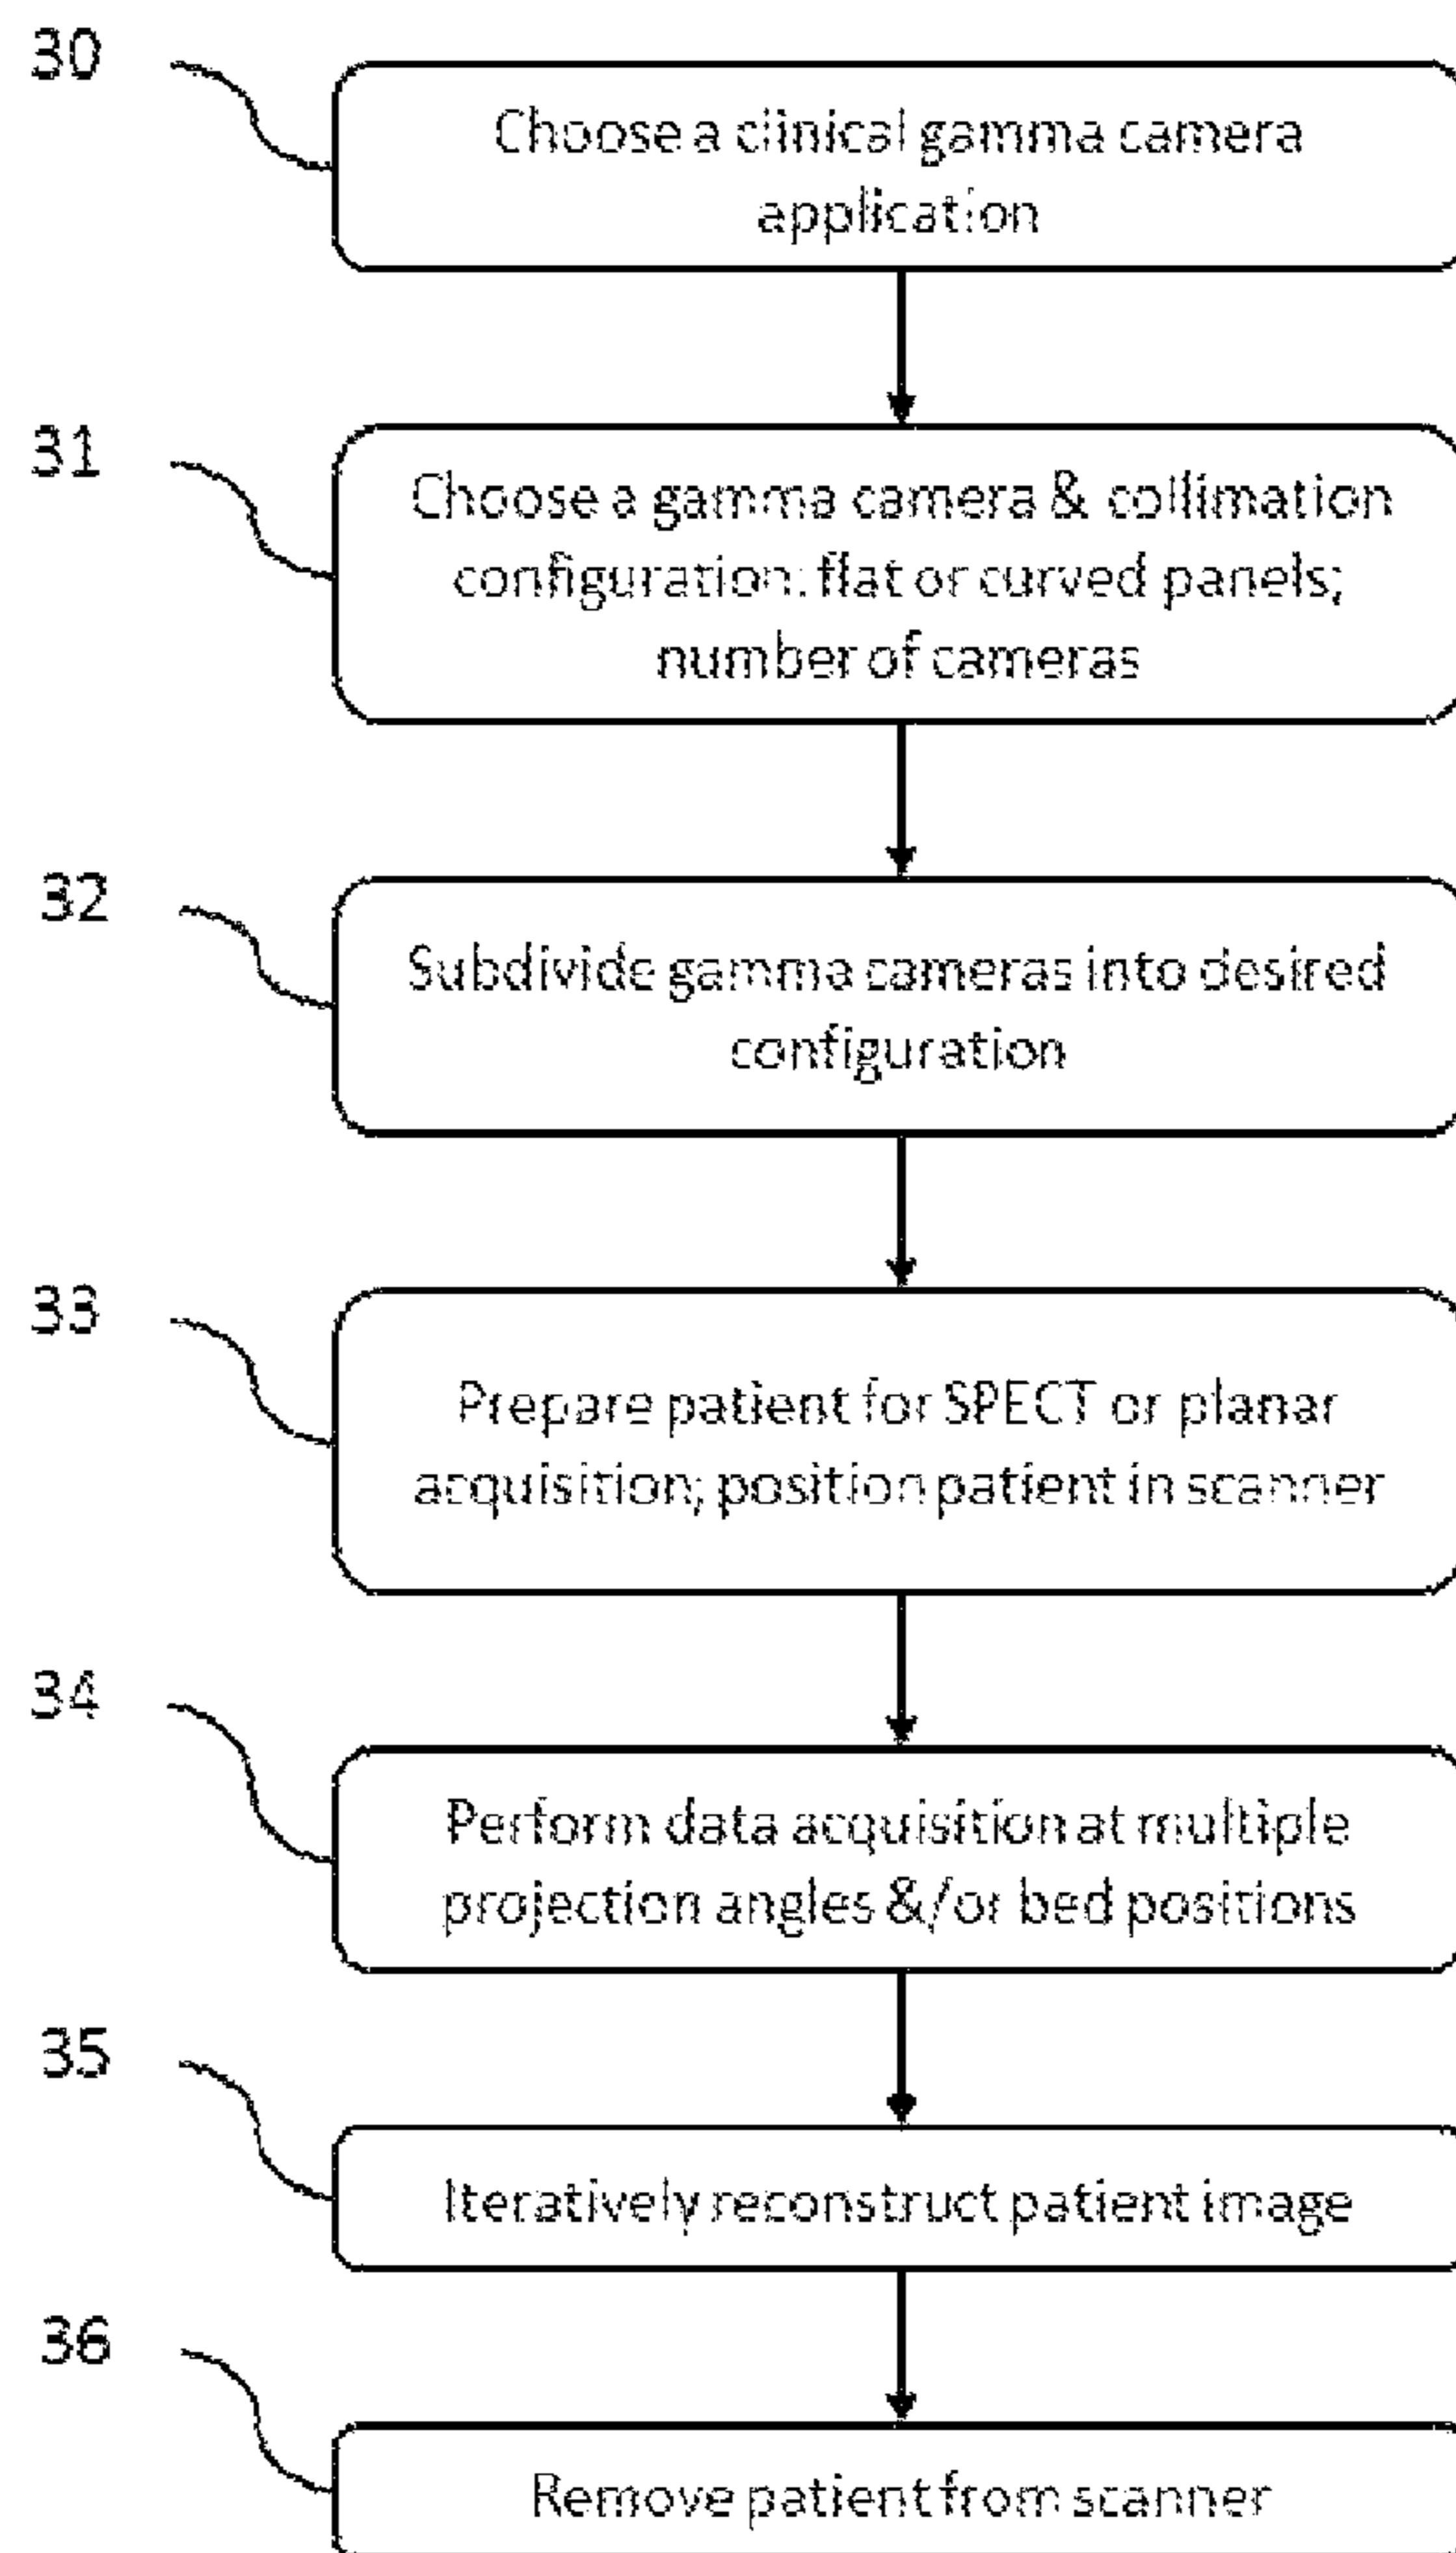 30
Choose a clinical gamma camera
application
31
Choose a gamma camera & collimation
configuration: flat or curved panels;
number of cameras
32
Subdivide gamma cameras into desired
configuration
33
Prepare patient for SPECT or planar
acquisition; position patient in scanner
34
Perform data acquisition at multiple
projection angles &/or bed positions
35
Iteratively reconstruct patient image
36
Remove patient from scanner